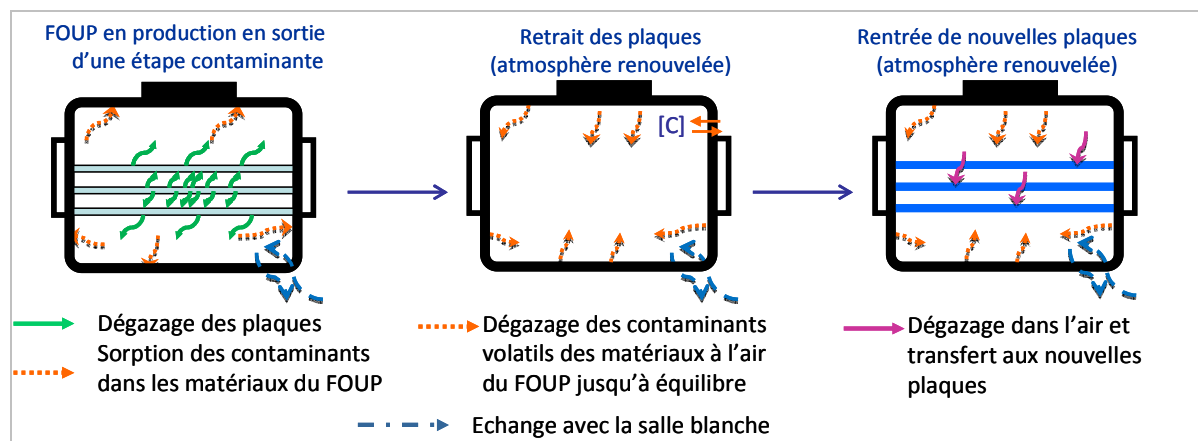 FOUP en production en sortie
d'une étape contaminante
Retrait des plaques
(atmosphère renouvelée)
Rentrée de nouvelles plaques
(atmosphère renouvelée)
[C]
Dégazage des plaques
Sorption des contaminants
dans les matériaux du FOUP
Dégazage des contaminants
volatils des matériaux à l'air
du FOUP jusqu'à équilibre
Dégazage dans l'air et
transfert aux nouvelles
plaques
Echange avec la salle blanche